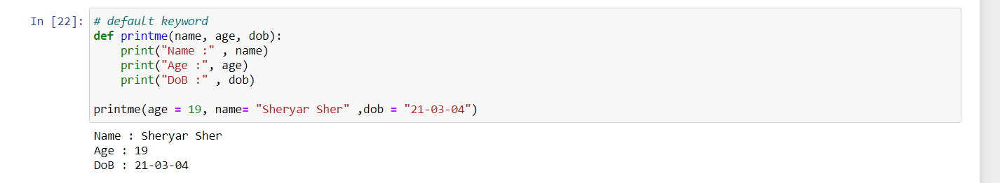 In [22]: # default keyword
def printme(name, age, dob):
    print("Name :" , name)
    print("Age :", age)
    print("DoB :" , dob)
printme(age = 19, name= "Sheryar Sher" ,dob = "21-03-04")
Name : Sheryar Sher
Age : 19
DoB : 21-03-04